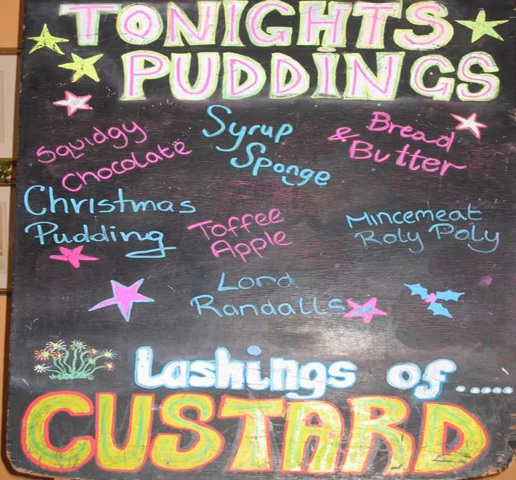 TONIGHTS
PUDDINGS
Squidgy
Chocolate
Syrup
Sponge
Bread
& Butter
Christmas
Pudding
Toffee
Apple
Mincemeat
Roly Poly
Lord
Randalls
Lashings of.....
CUSTARD